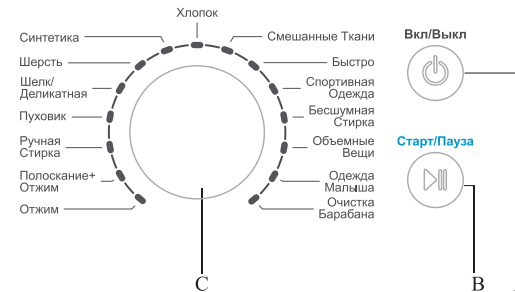 Хлопок
Синтетика
Смешанные Ткани
Вкл/Выкл
Шерсть
Быстро
Шелк/
Деликатная
Спортивная
Одежда
Пуховик
Бесшумная
Стирка
Ручная
Стирка
Объемные
Вещи
Старт/Пауза
Полоскание+
Отжим
Одежда
Малыша
Отжим
Очистка
Барабана
C
B